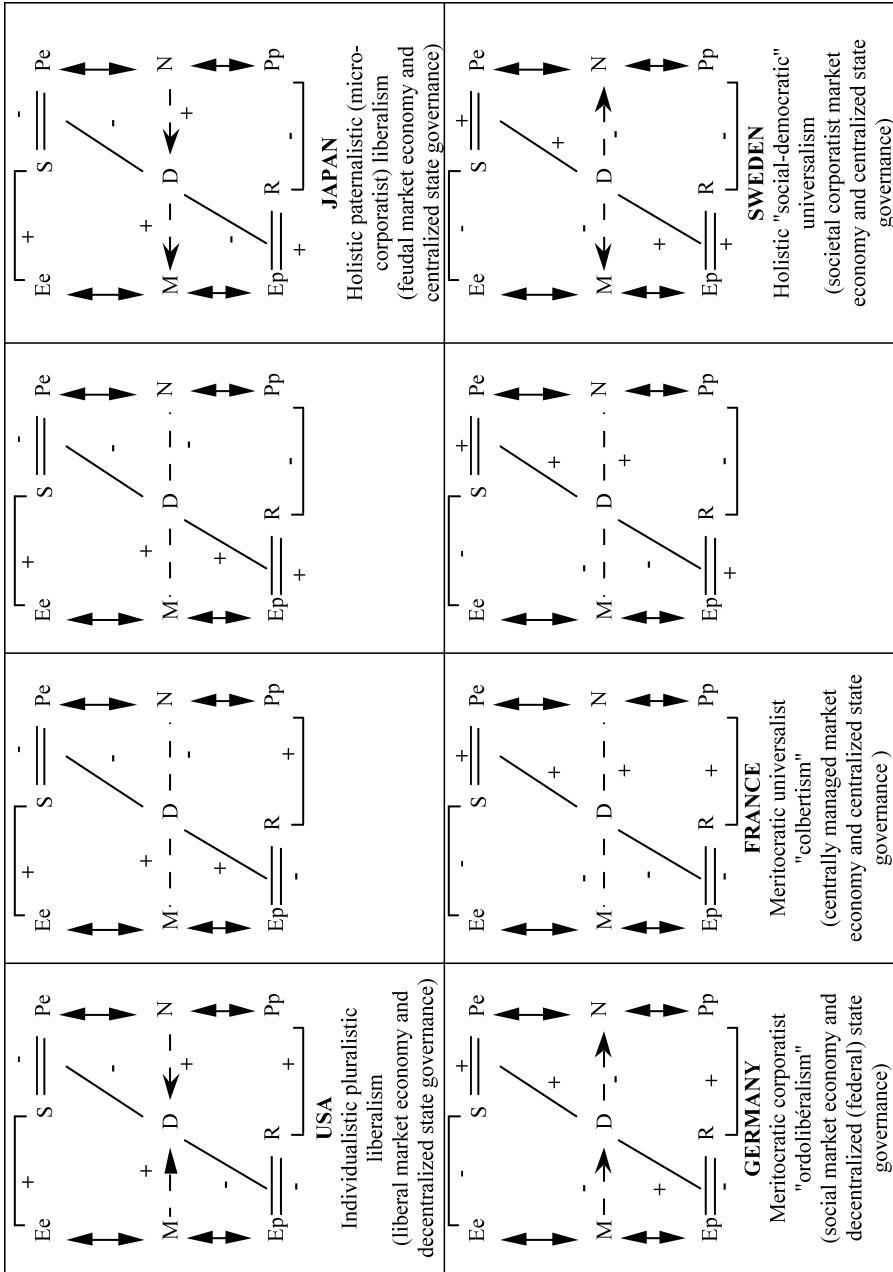 + -
Ee S Pe
-
+
M D N
+
-
Ep R Pp
- +
USA
Individualistic pluralistic
liberalism
(liberal market economy and
decentralized state governance)
+ -
Ee S Pe
-
+
M D N
-
+
Ep R Pp
- +
+ -
Ee S Pe
-
+
M D N
-
+
Ep R Pp
+ -
+ -
Ee S Pe
-
+
M D N
+
-
Ep R Pp
+ -
JAPAN
Holistic paternalistic (micro-
corporatist) liberalism
(feudal market economy and
centralized state governance)
- +
Ee S Pe
+
-
M D N
-
+
Ep R Pp
- +
GERMANY
Meritocratic corporatist
"ordolibéralism"
(social market economy and
decentralized (federal) state
governance)
- +
Ee S Pe
+
-
M D N
+
-
Ep R Pp
- +
FRANCE
Meritocratic universalist
"colbertism"
(centrally managed market
economy and centralized state
governance )
- +
Ee S Pe
+
-
M D N
+
-
Ep R Pp
+ -
- +
Ee S Pe
+
-
M D N
-
+
Ep R Pp
+ -
SWEDEN
Holistic "social-democratic"
universalism
(societal corporatist market
economy and centralized state
governance)